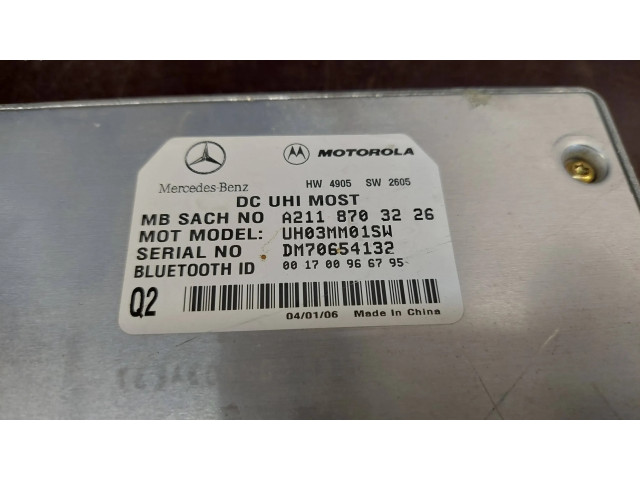 Mercedes-Benz
MOTOROLA
HW 4905 SW 2605
DC UHI MOST
MB SACH NO A211 870 32 26
MOT MODEL: UH03MM01SW
SERIAL NO DM70654132
BLUETOOTH ID 00 17 00 96 67 95
Q2
04/01/06 Made In China